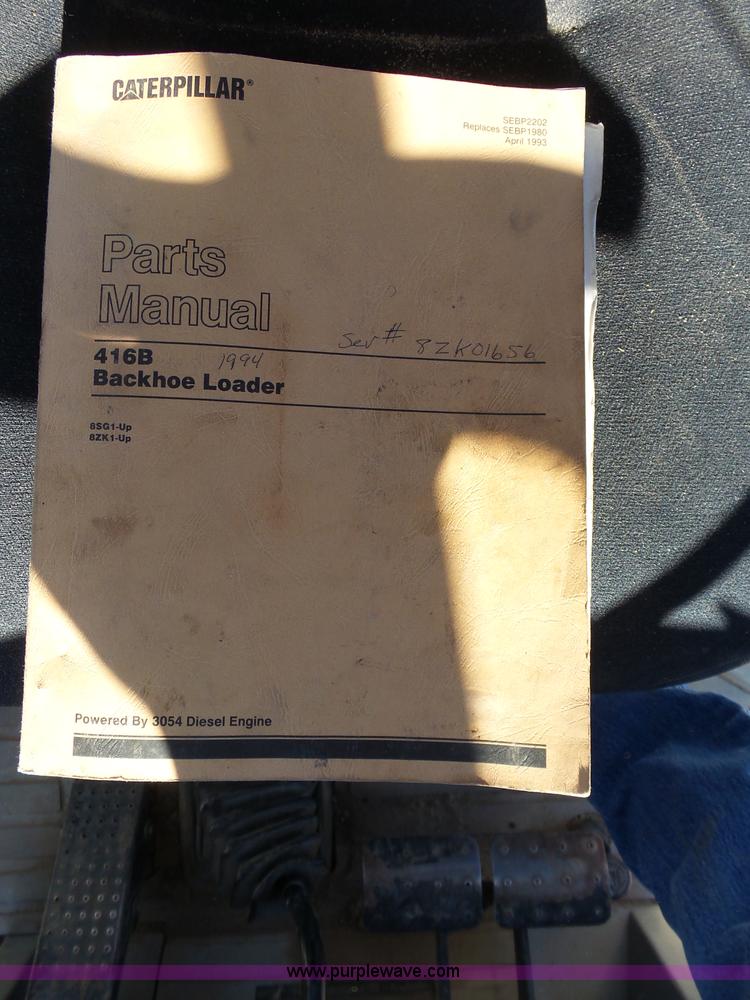 CATERPILLAR®
SEBP2202
Replaces SEBP1980
April 1993
Parts
Manual
Ser# 8ZK01656
416B 1994
Backhoe Loader
8SG1-Up
8ZK1-Up
Powered By 3054 Diesel Engine
www.purplewave.com